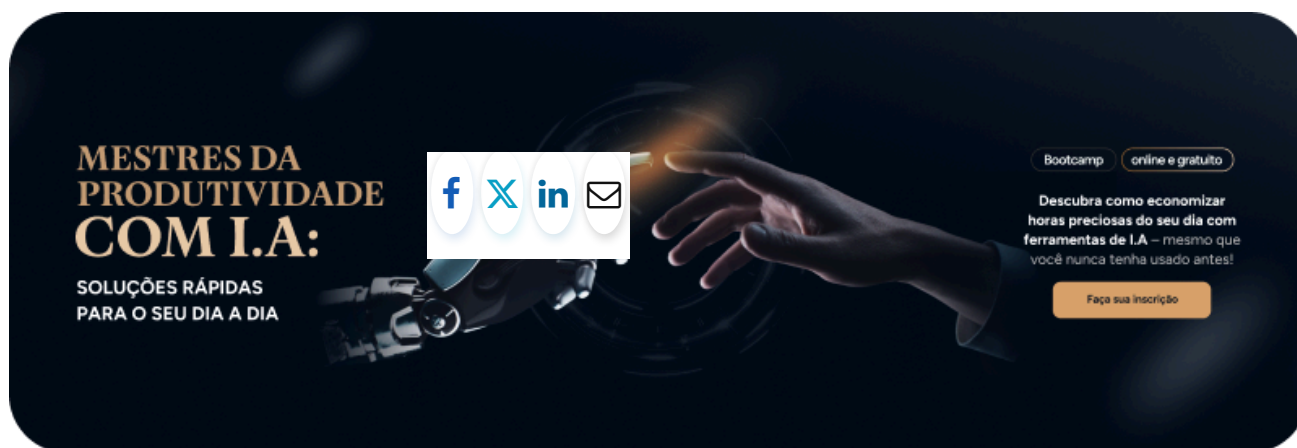 MESTRES DA
PRODUTIVIDADE
COM I.A:
SOLUÇÕES RÁPIDAS
PARA O SEU DIA A DIA
Bootcamp
online e gratuito
Descubra como economizar
horas preciosas do seu dia com
ferramentas de I.A – mesmo que
você nunca tenha usado antes!
Faça sua inscrição